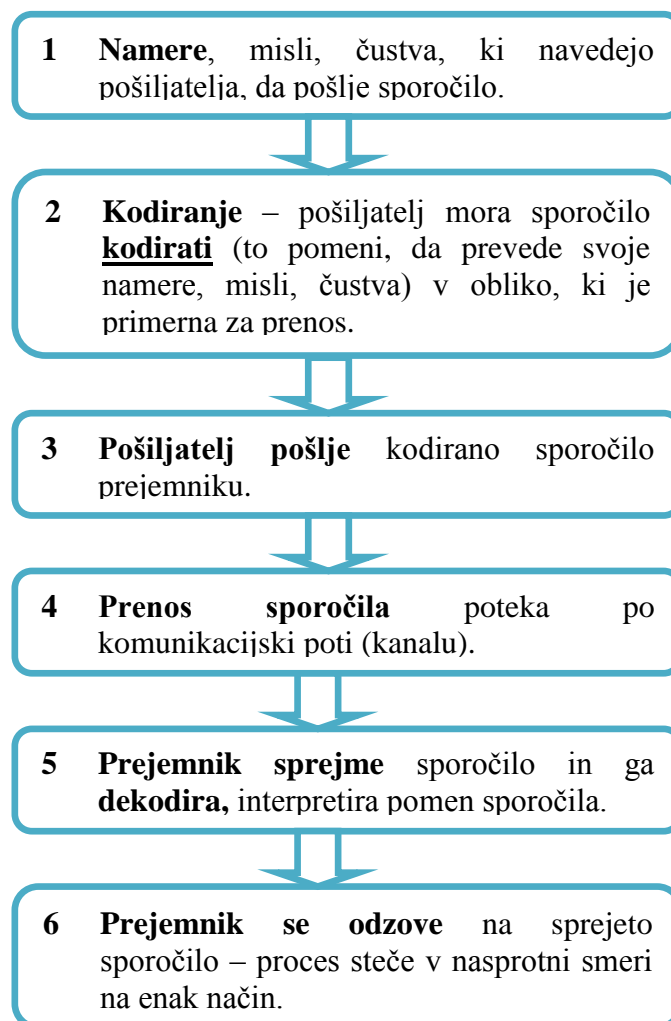 1 Namere, misli, čustva, ki navedejo
pošiljatelja, da pošlje sporočilo.
2 Kodiranje – pošiljatelj mora sporočilo
kodirati (to pomeni, da prevede svoje
namere, misli, čustva) v obliko, ki je
primerna za prenos.
3 Pošiljatelj pošlje kodirano sporočilo
prejemniku.
4 Prenos sporočila poteka po
komunikacijski poti (kanalu).
5 Prejemnik sprejme sporočilo in ga
dekodira, interpretira pomen sporočila.
6 Prejemnik se odzove na sprejeto
sporočilo – proces steče v nasprotni smeri
na enak način.